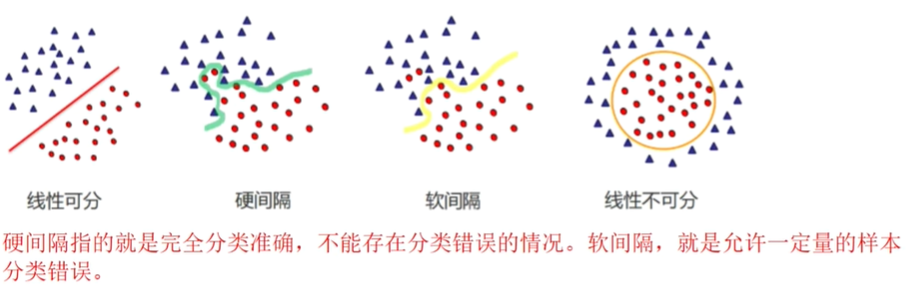 线性可分
硬间隔
软间隔
线性不可分
硬间隔指的就是完全分类准确，不能存在分类错误的情况。软间隔，就是允许一定量的样本
分类错误。